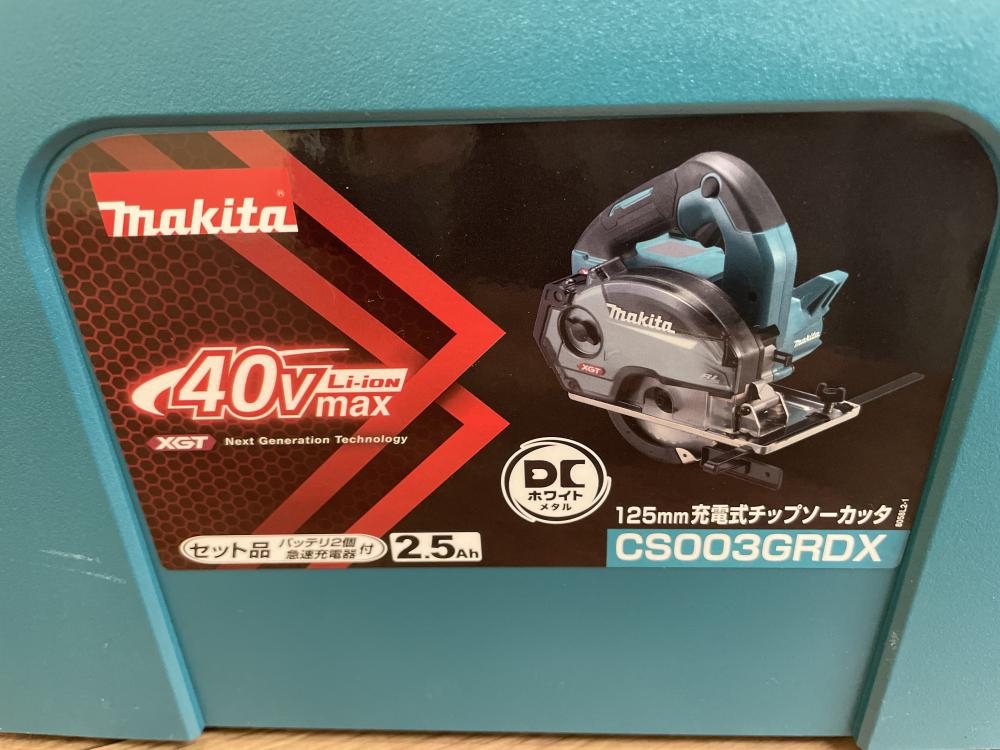 makita®
40Vmax Li-ion
XGT Next Generation Technology
makita
XGT
makita
DC
ホワイト
メタル
125mm充電式チップソーカッタ
CS003GRDX
セット品 バッテリ2個 急速充電器 付 2.5Ah